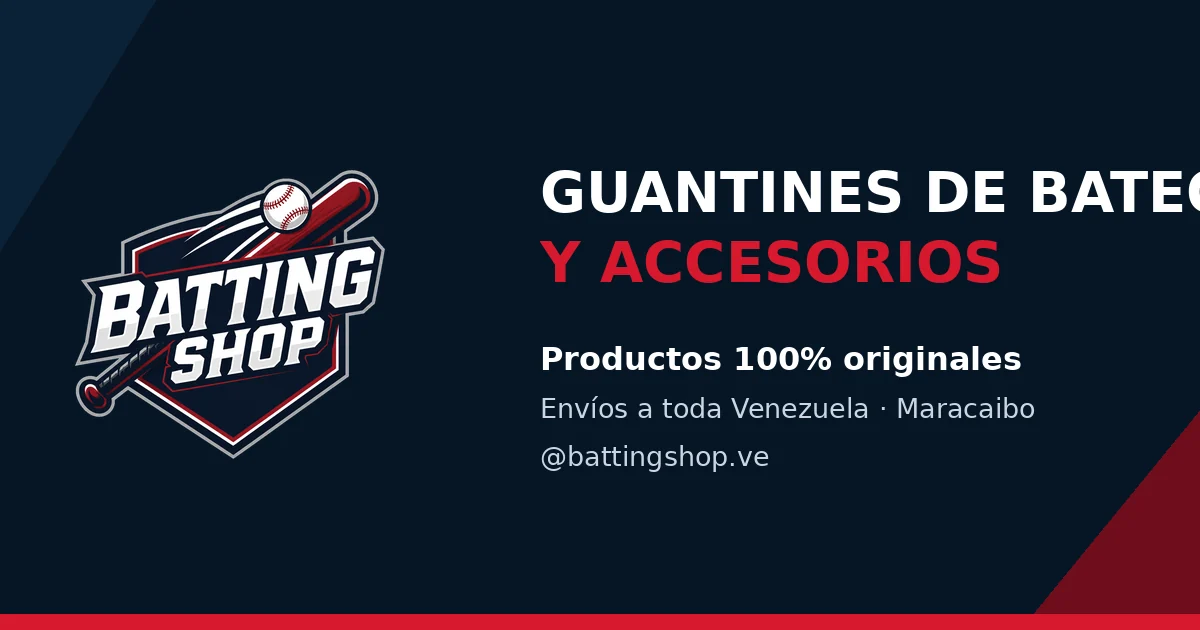 BATTING
SHOP
GUANTINES DE
Y ACCESORIOS
Productos 100% originales
Envíos a toda Venezuela · Maracaibo
@battingshop.ve